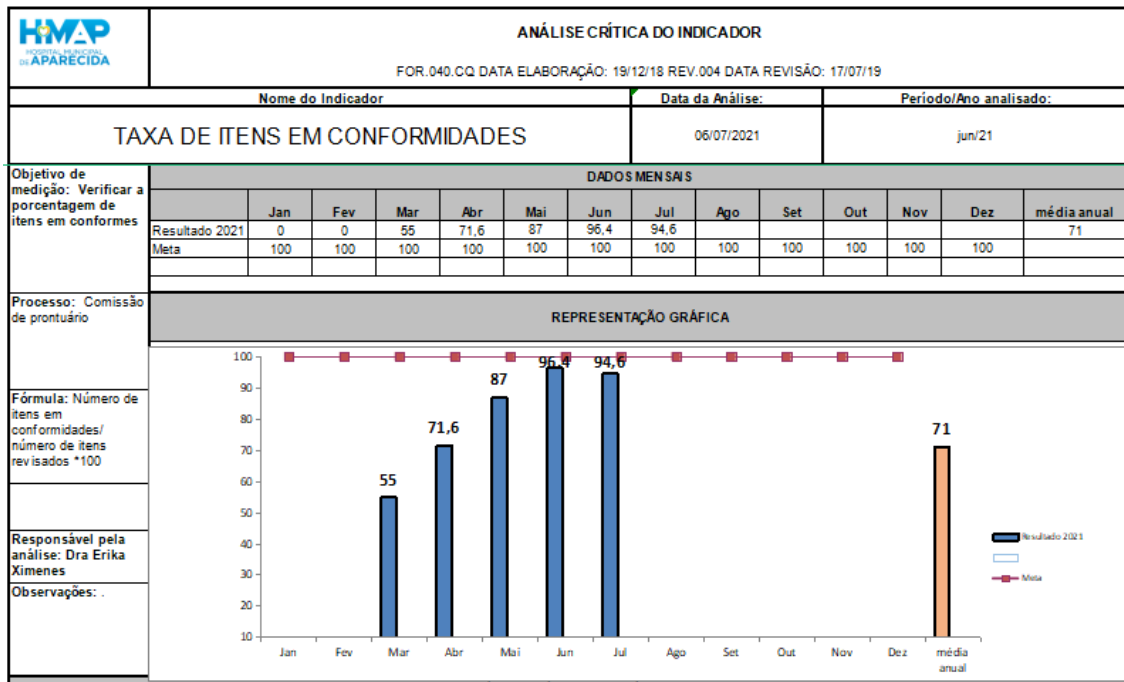 HMAP
HOSPITAL MUNICIPAL
DE APARECIDA
ANÁLISE CRÍTICA DO INDICADOR
FOR.040.CQ DATA ELABORAÇÃO: 19/12/18 REV.004 DATA REVISÃO: 17/07/19
Nome do Indicador Data da Análise: Período/Ano analisado:
TAXA DE ITENS EM CONFORMIDADES 06/07/2021 jun/21
Objetivo de
medição: Verificar a
porcentagem de
itens em conformes
DADOS MENSAIS
Jan Fev Mar Abr Mai Jun Jul Ago Set Out Nov Dez média anual
Resultado 2021 0 0 55 71,6 87 96,4 94,6 71
Meta 100 100 100 100 100 100 100 100 100 100 100 100
Processo: Comissão
de prontuário
REPRESENTAÇÃO GRÁFICA
Fórmula: Número de
itens em
conformidades/
número de itens
revisados *100
Responsável pela
análise: Dra Erika
Ximenes
Observações: .
100
90
80
70
60
50
40
30
20
10
55
71,6
87
96,4
94,6
71
Jan Fev Mar Abr Mai Jun Jul Ago Set Out Nov Dez média
anual
Resultado 2021
Meta